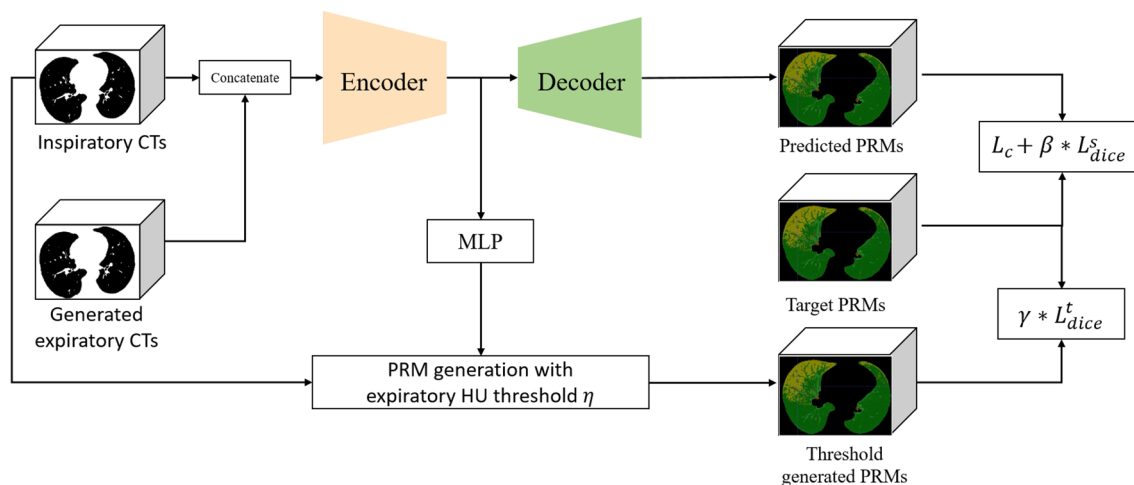 Inspiratory CTs
Concatenate
Encoder
Decoder
Predicted PRMs
L_c + β * L^s_dice
Generated
expiratory CTs
MLP
Target PRMs
γ * L^t_dice
PRM generation with
expiratory HU threshold η
Threshold
generated PRMs